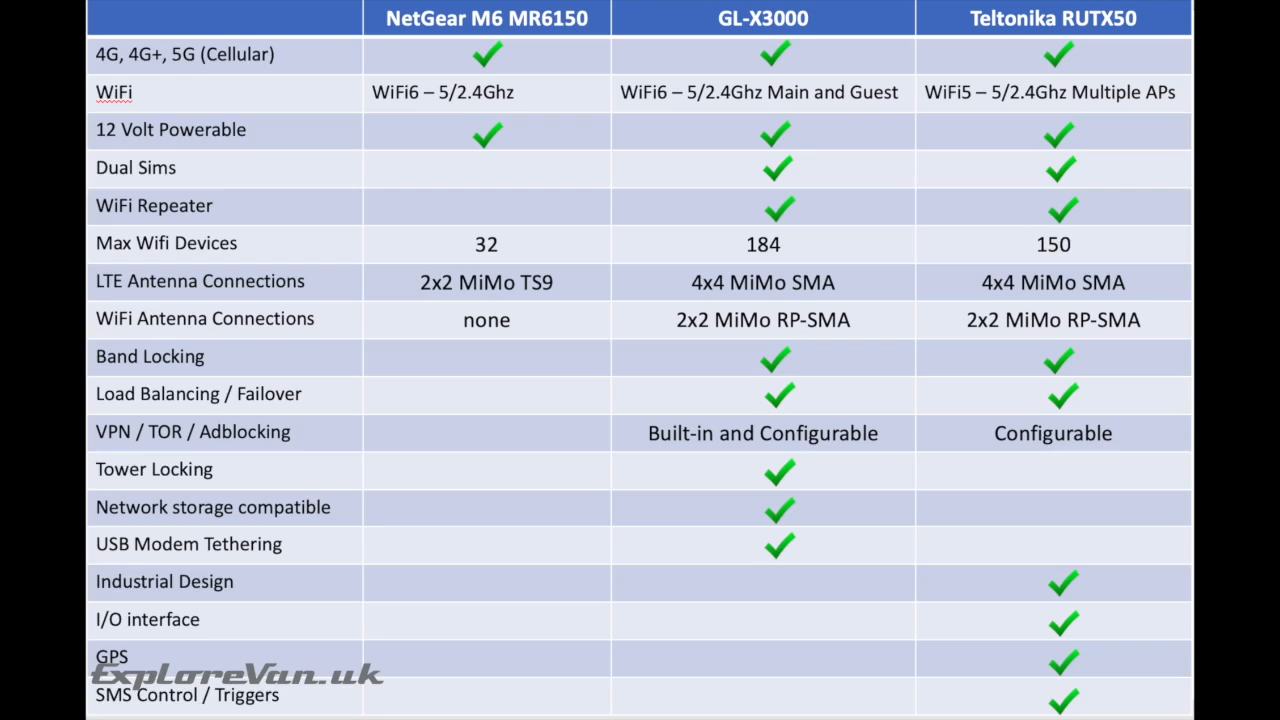 NetGear M6 MR6150 GL-X3000 Teltonika RUTX50
4G, 4G+, 5G (Cellular)
WiFi WiFi6 – 5/2.4Ghz WiFi6 – 5/2.4Ghz Main and Guest WiFi5 – 5/2.4Ghz Multiple APs
12 Volt Powerable
Dual Sims
WiFi Repeater
Max Wifi Devices 32 184 150
LTE Antenna Connections 2x2 MiMo TS9 4x4 MiMo SMA 4x4 MiMo SMA
WiFi Antenna Connections none 2x2 MiMo RP-SMA 2x2 MiMo RP-SMA
Band Locking
Load Balancing / Failover
VPN / TOR / Adblocking Built-in and Configurable Configurable
Tower Locking
Network storage compatible
USB Modem Tethering
Industrial Design
I/O interface
GPS
ExploreVan.uk
SMS Control / Triggers